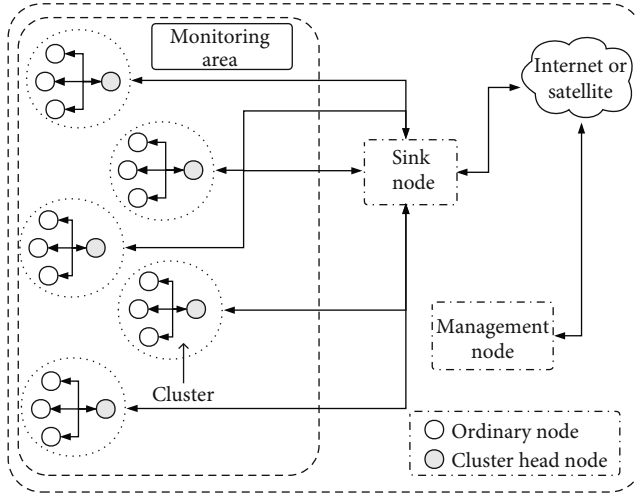 Monitoring
area
Internet or
satellite
Sink
node
Management
node
Cluster
Ordinary node
Cluster head node